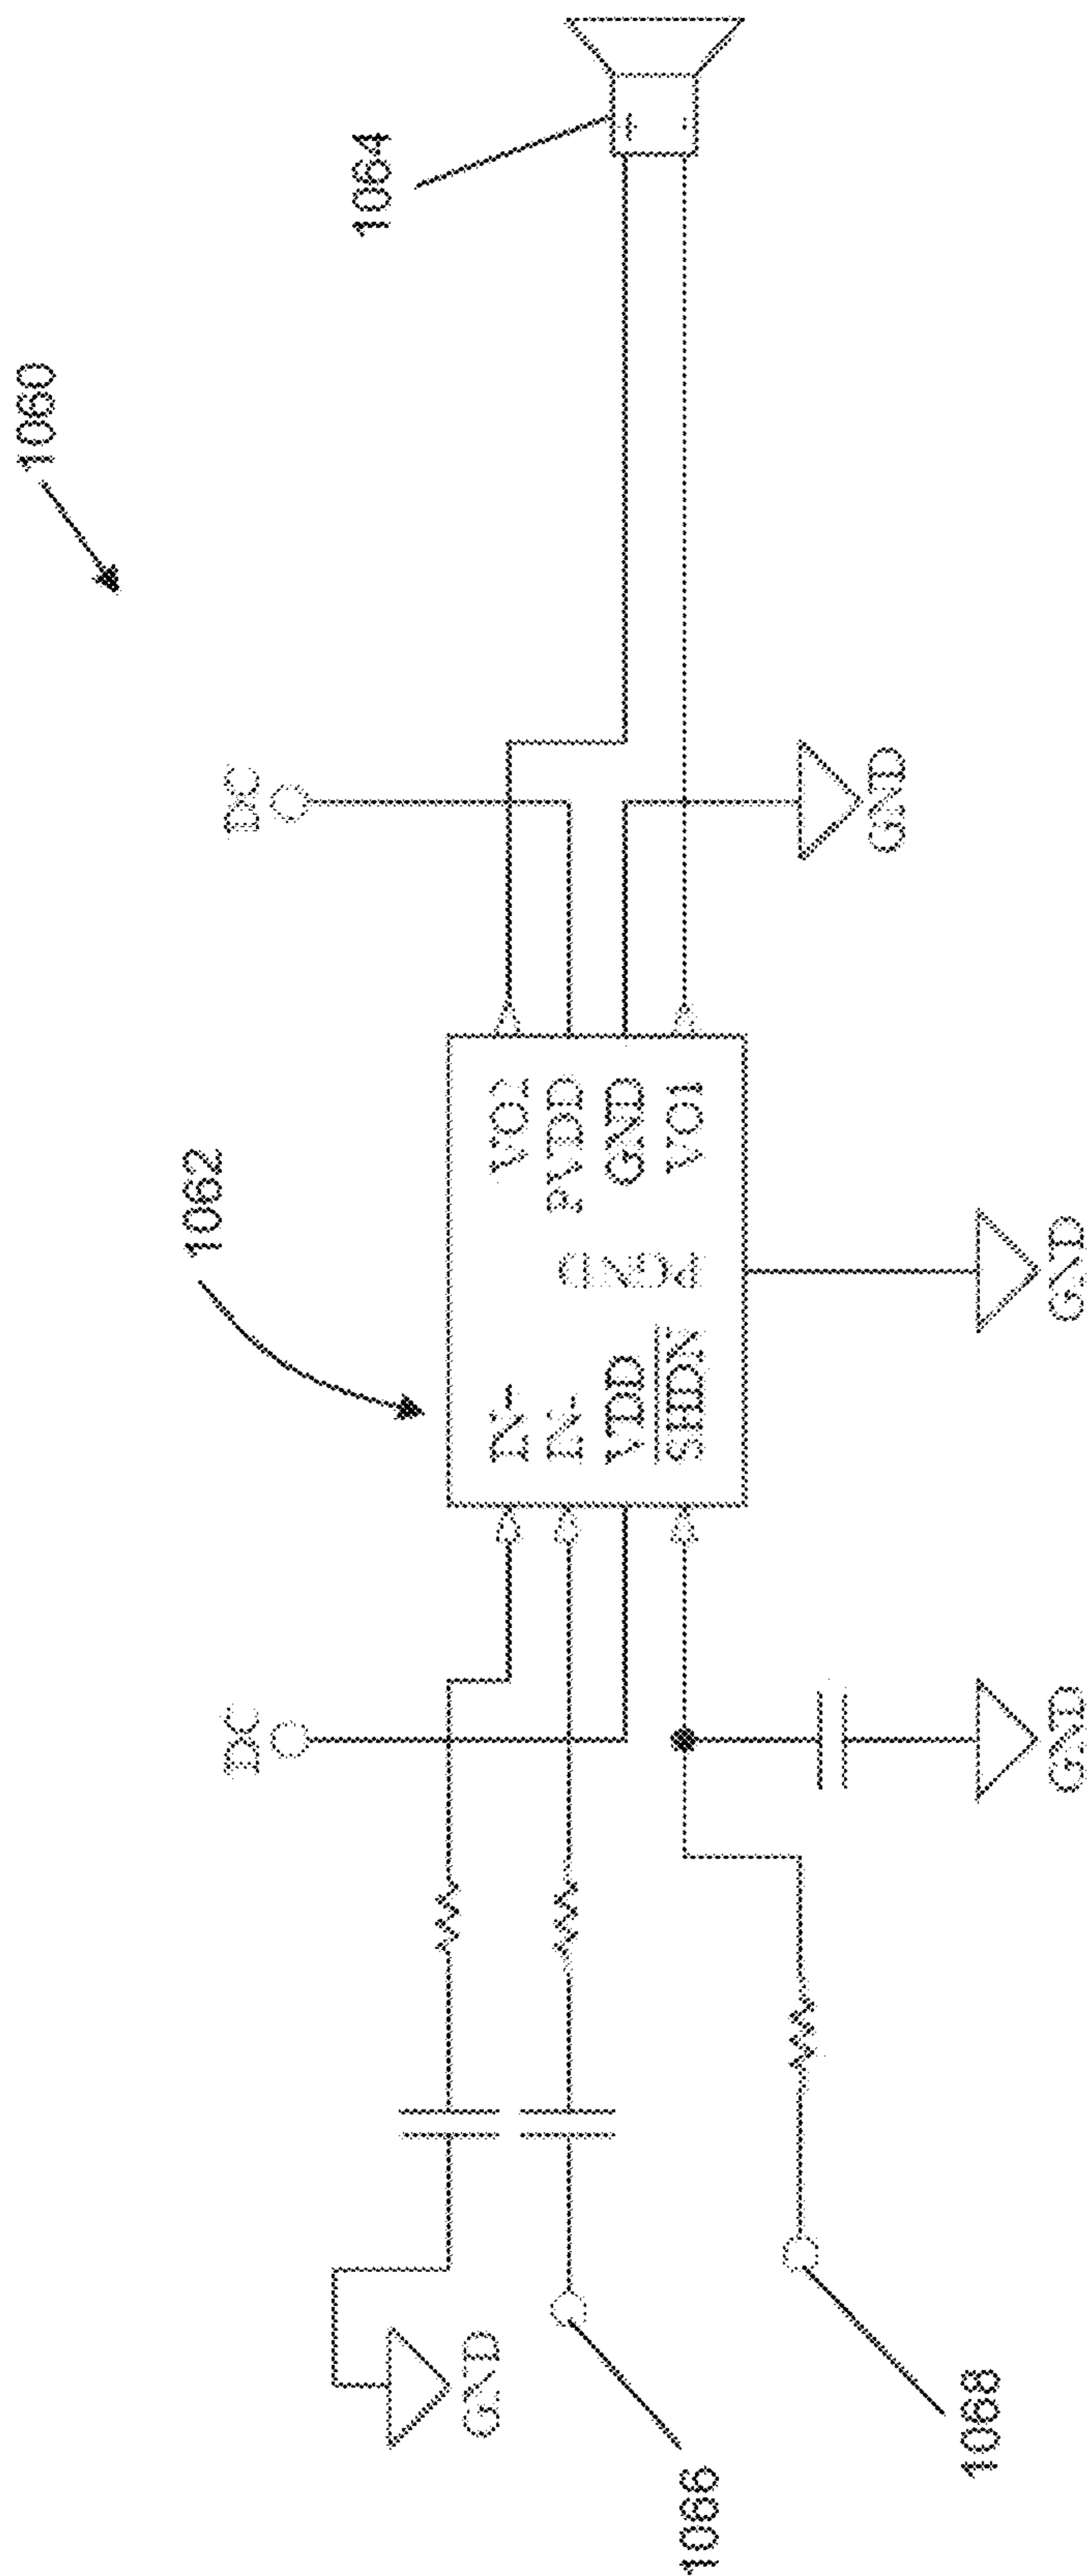 1060
1064
DC
DC
1062
IN-
IN-
VDD
SHDN
PGND
VO2
PVDD
GND
VO1
GND
GND
GND
GND
1066
1068